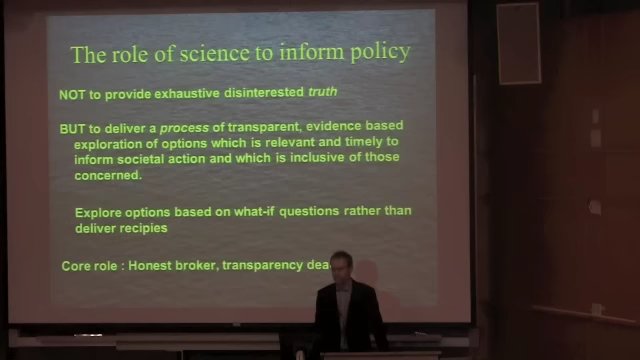 The role of science to inform policy
NOT to provide exhaustive disinterested truth
BUT to deliver a process of transparent, evidence based
exploration of options which is relevant and timely to
inform societal action and which is inclusive of those
concerned.
Explore options based on what-if questions rather than
deliver recipies
Core role : Honest broker, transparency